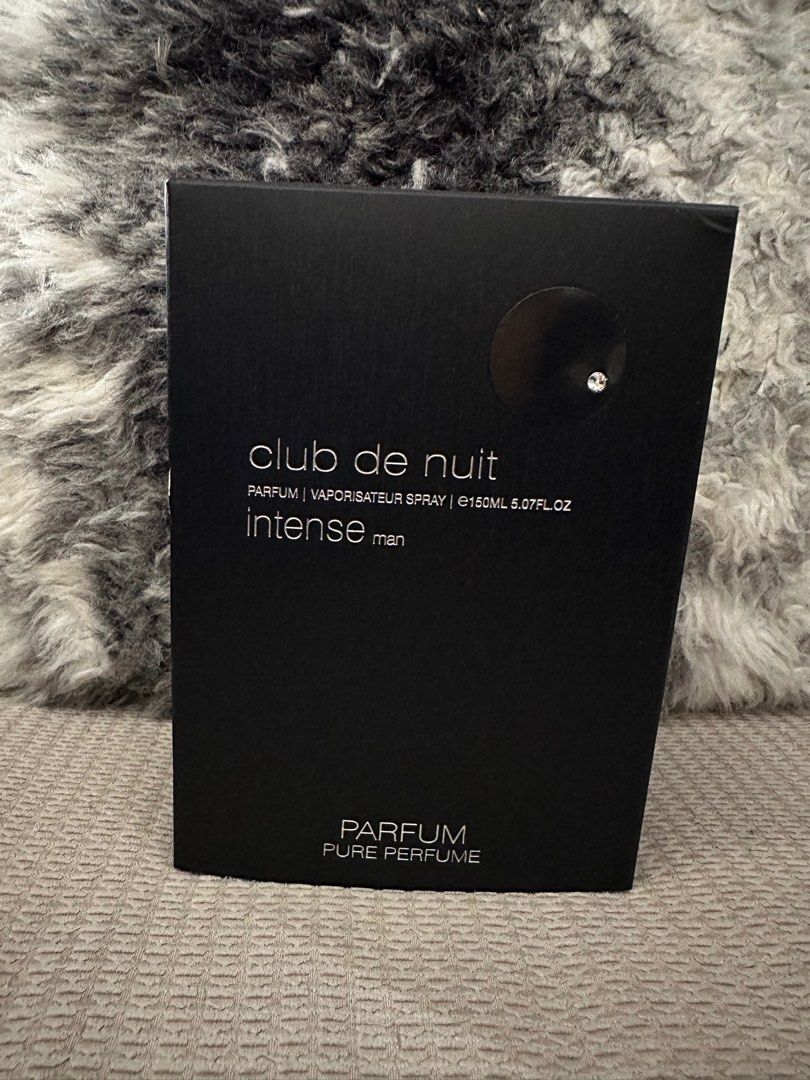 club de nuit
PARFUM | VAPORISATEUR SPRAY | ℮150ML 5.07FL.OZ
intense man
PARFUM
PURE PERFUME